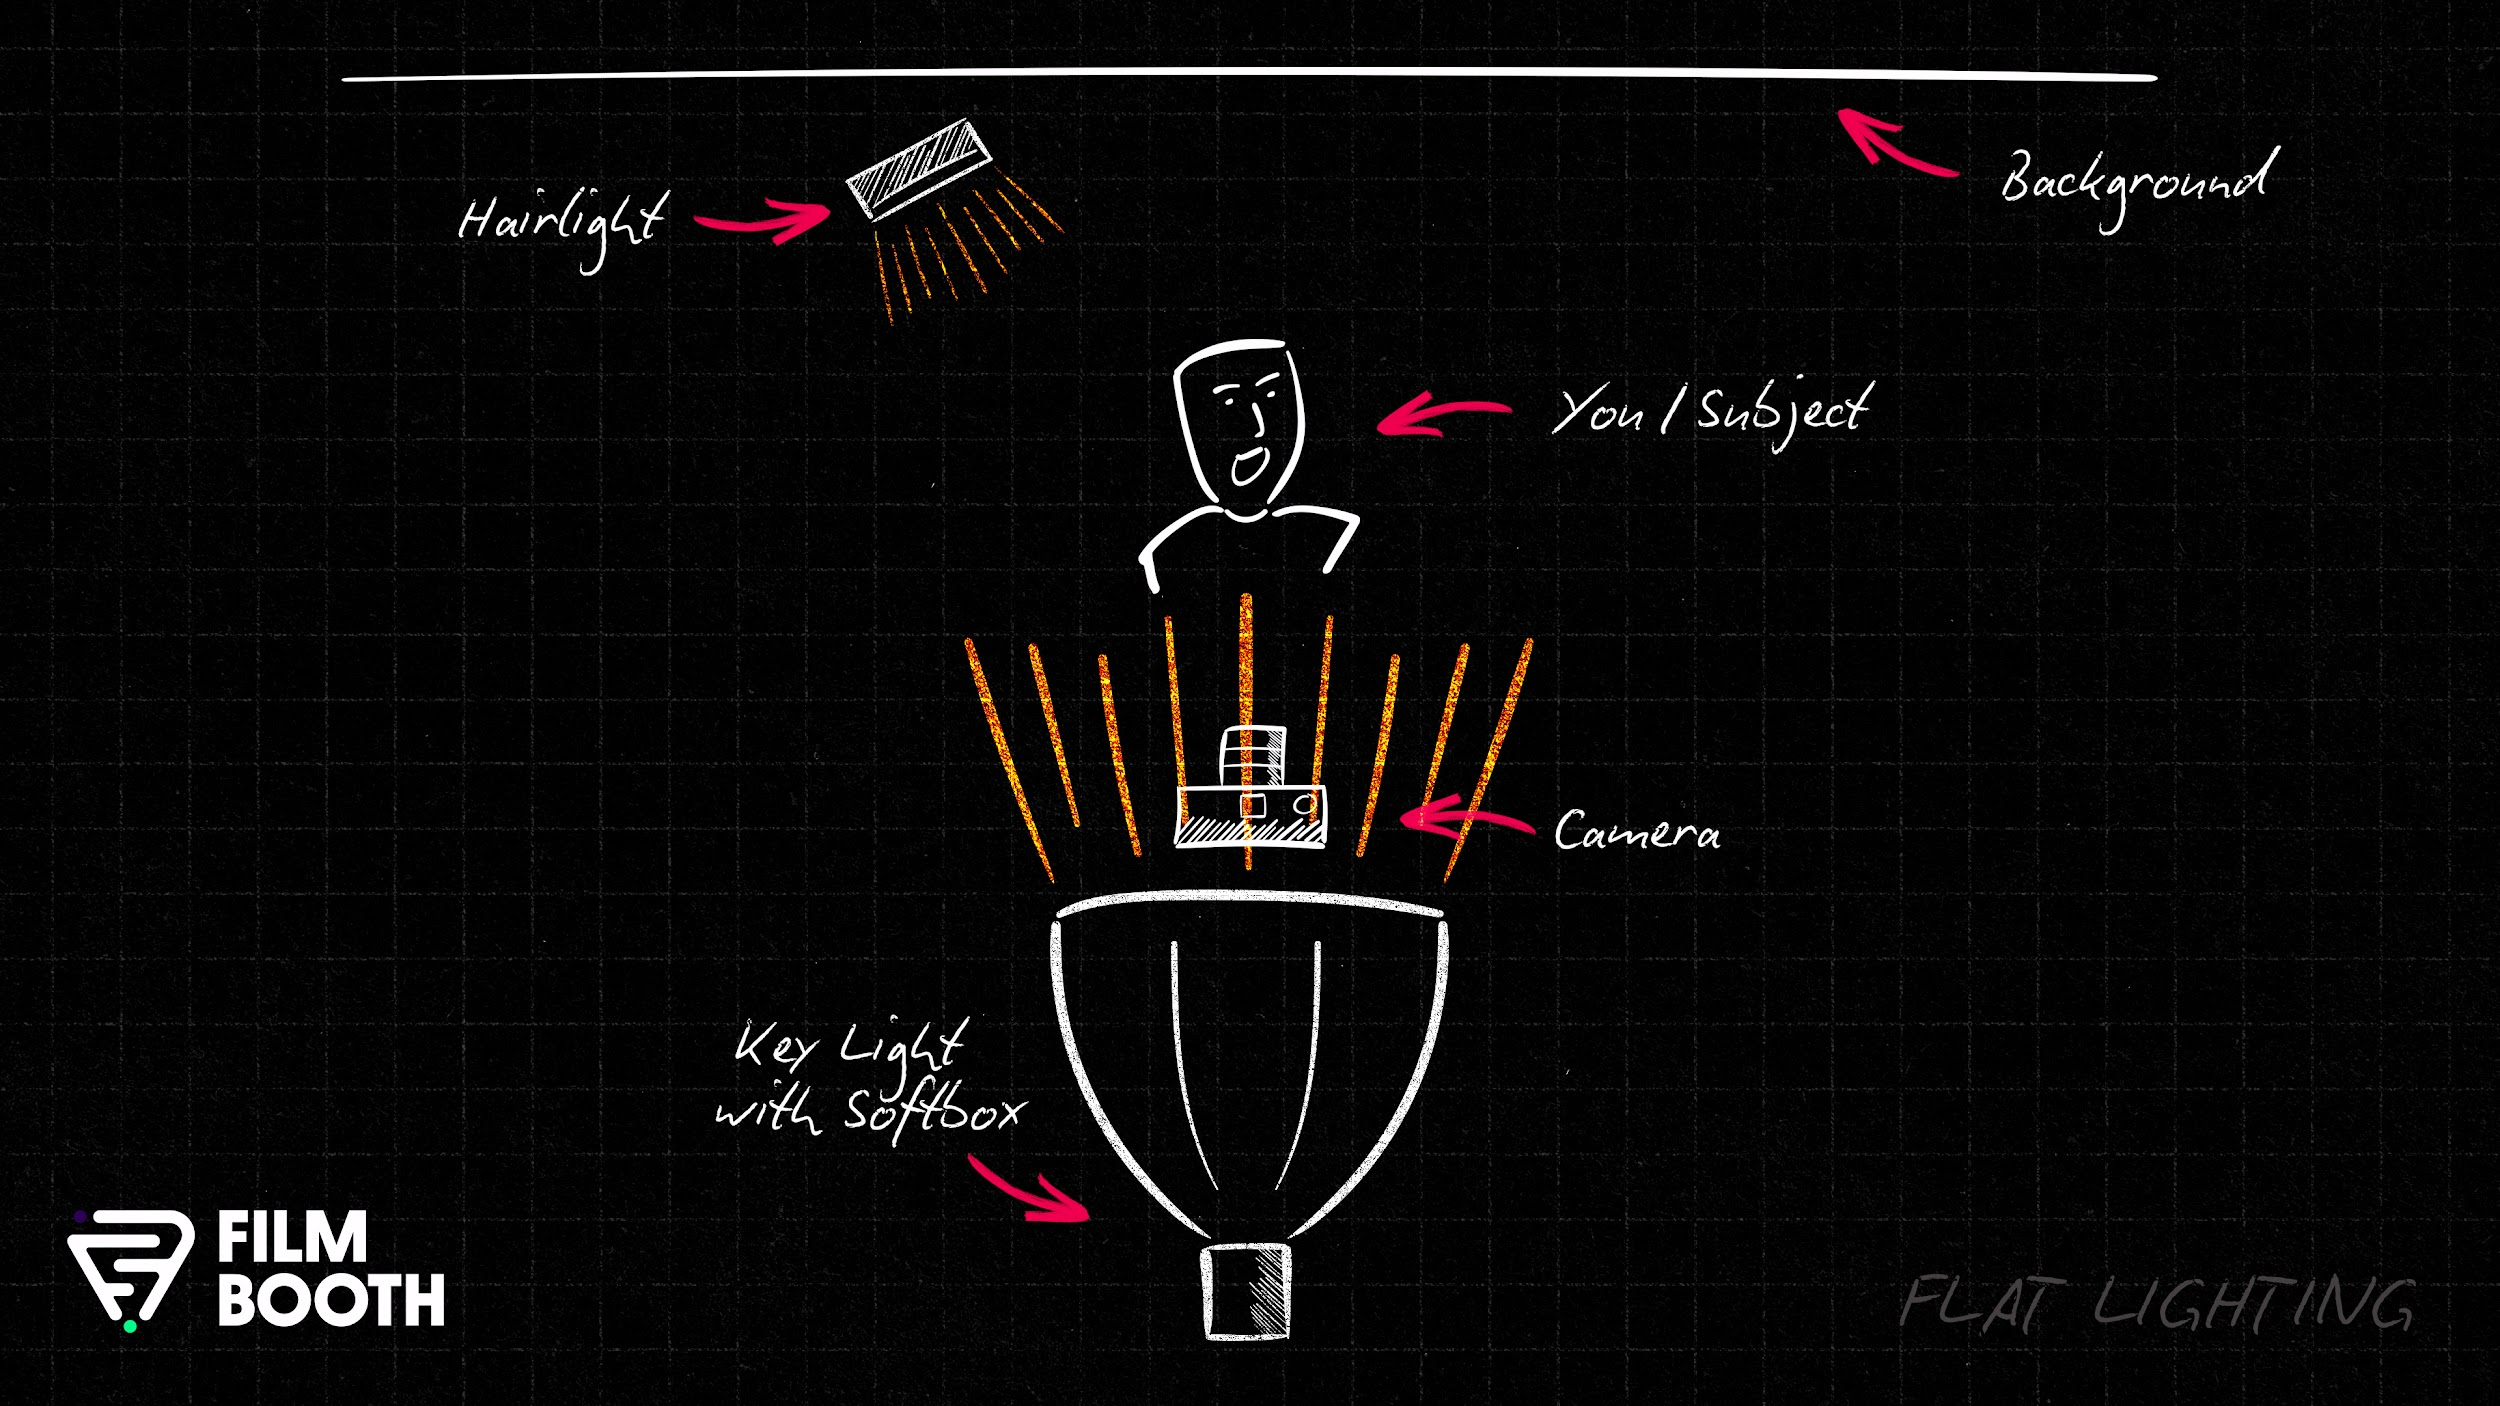 Background
Hairlight
You / Subject
Camera
Key Light
with Softbox
FILM
BOOTH
FLAT LIGHTING